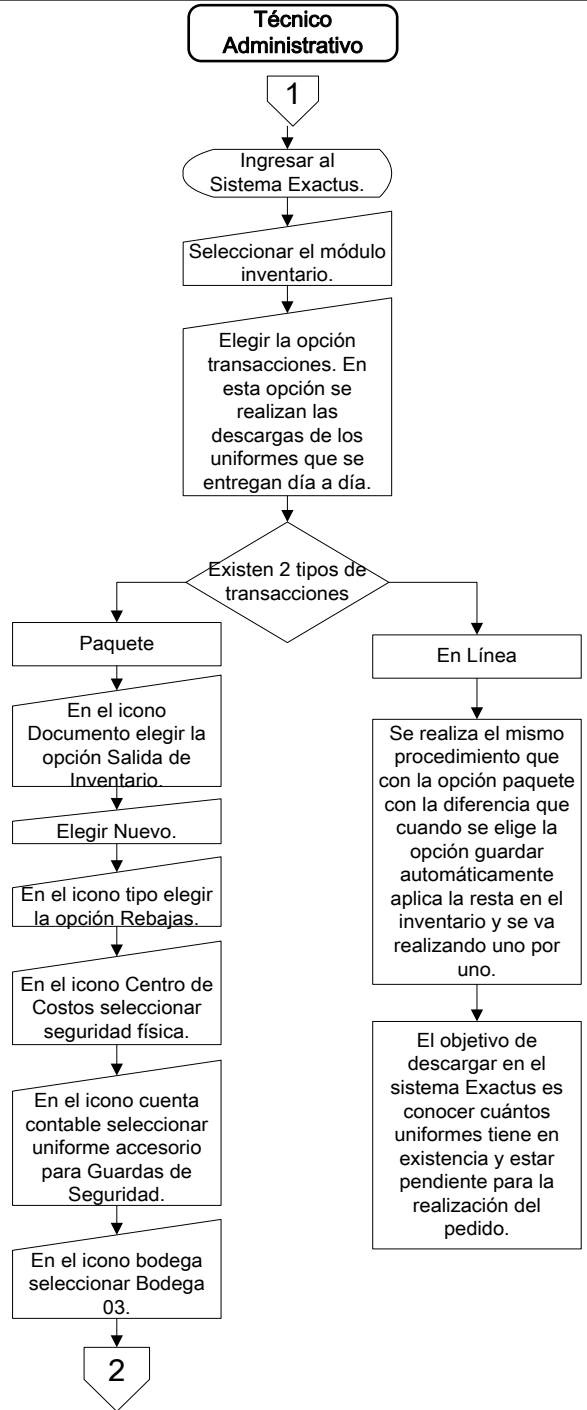 Técnico
Administrativo
1
Ingresar al
Sistema Exactus.
Seleccionar el módulo
inventario.
Elegir la opción
transacciones. En
esta opción se
realizan las
descargas de los
uniformes que se
entregan día a día.
Existen 2 tipos de
transacciones
Paquete
En el icono
Documento elegir la
opción Salida de
Inventario.
Elegir Nuevo.
En el icono tipo elegir
la opción Rebajas.
En el icono Centro de
Costos seleccionar
seguridad física.
En el icono cuenta
contable seleccionar
uniforme accesorio
para Guardas de
Seguridad.
En el icono bodega
seleccionar Bodega
03.
2
En Línea
Se realiza el mismo
procedimiento que
con la opción paquete
con la diferencia que
cuando se elige la
opción guardar
automáticamente
aplica la resta en el
inventario y se va
realizando uno por
uno.
El objetivo de
descargar en el
sistema Exactus es
conocer cuántos
uniformes tiene en
existencia y estar
pendiente para la
realización del
pedido.